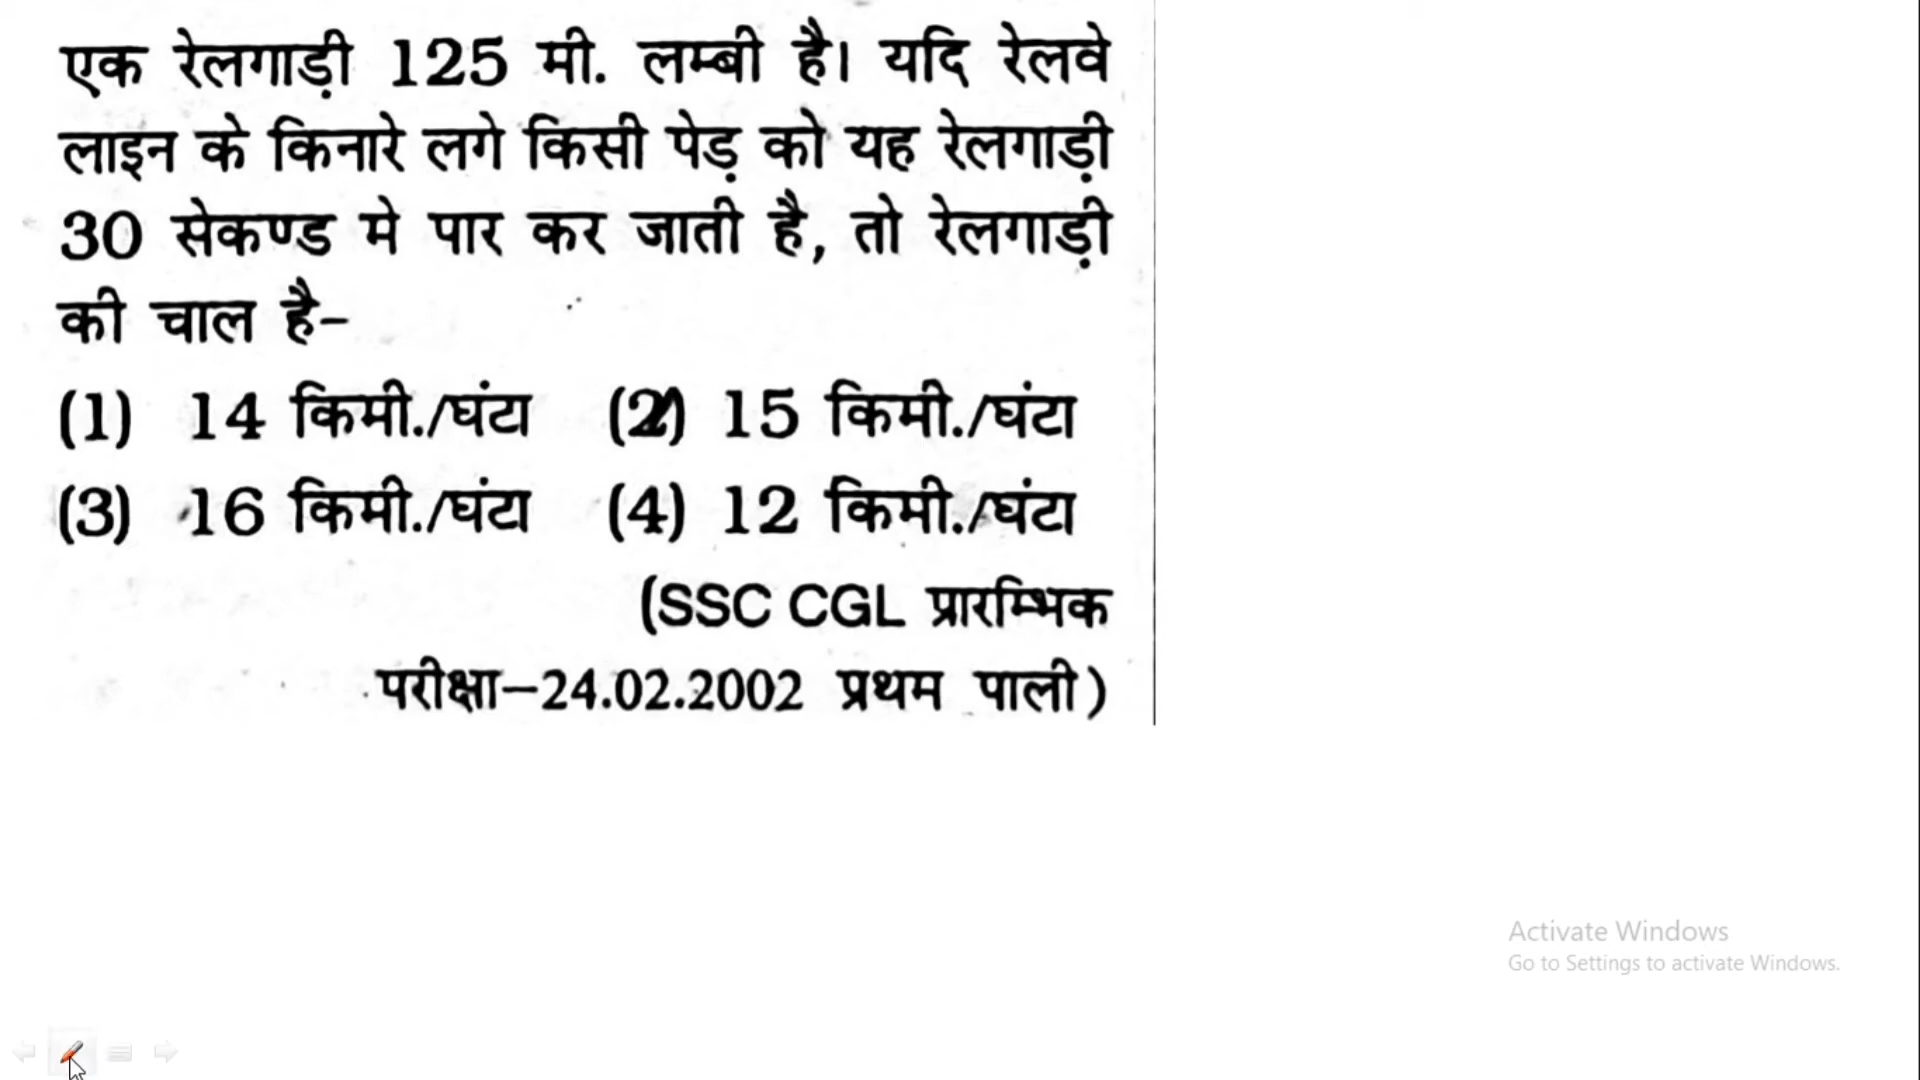 एक रेलगाड़ी 125 मी. लम्बी है। यदि रेलवे
लाइन के किनारे लगे किसी पेड़ को यह रेलगाड़ी
30 सेकण्ड मे पार कर जाती है, तो रेलगाड़ी
की चाल है–
(1) 14 किमी./घंटा (2) 15 किमी./घंटा
(3) 16 किमी./घंटा (4) 12 किमी./घंटा
(SSC CGL प्रारम्भिक
परीक्षा–24.02.2002 प्रथम पाली)
Activate Windows
Go to Settings to activate Windows.